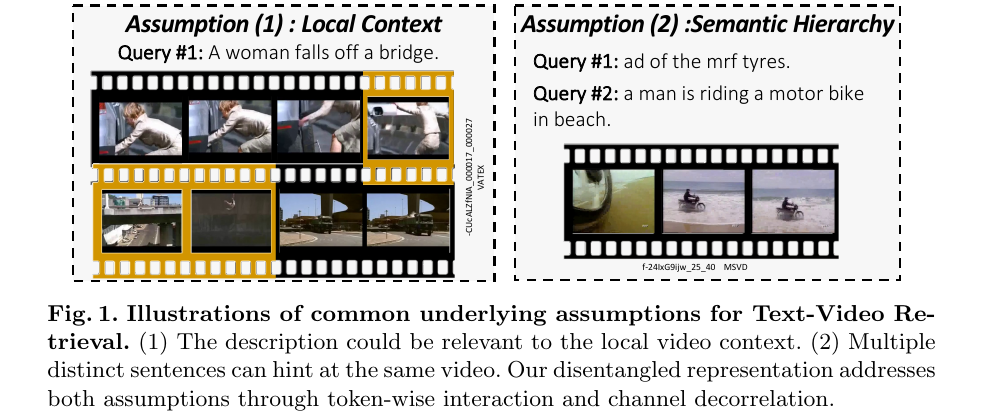 Assumption (1) : Local Context
Query #1: A woman falls off a bridge.
-CUcALZfNIA_000017_000027
VATEX
Assumption (2) :Semantic Hierarchy
Query #1: ad of the mrf tyres.
Query #2: a man is riding a motor bike
in beach.
f-24IxG9ijw_25_40 MSVD
Fig. 1. Illustrations of common underlying assumptions for Text-Video Re-
trieval. (1) The description could be relevant to the local video context. (2) Multiple
distinct sentences can hint at the same video. Our disentangled representation addresses
both assumptions through token-wise interaction and channel decorrelation.